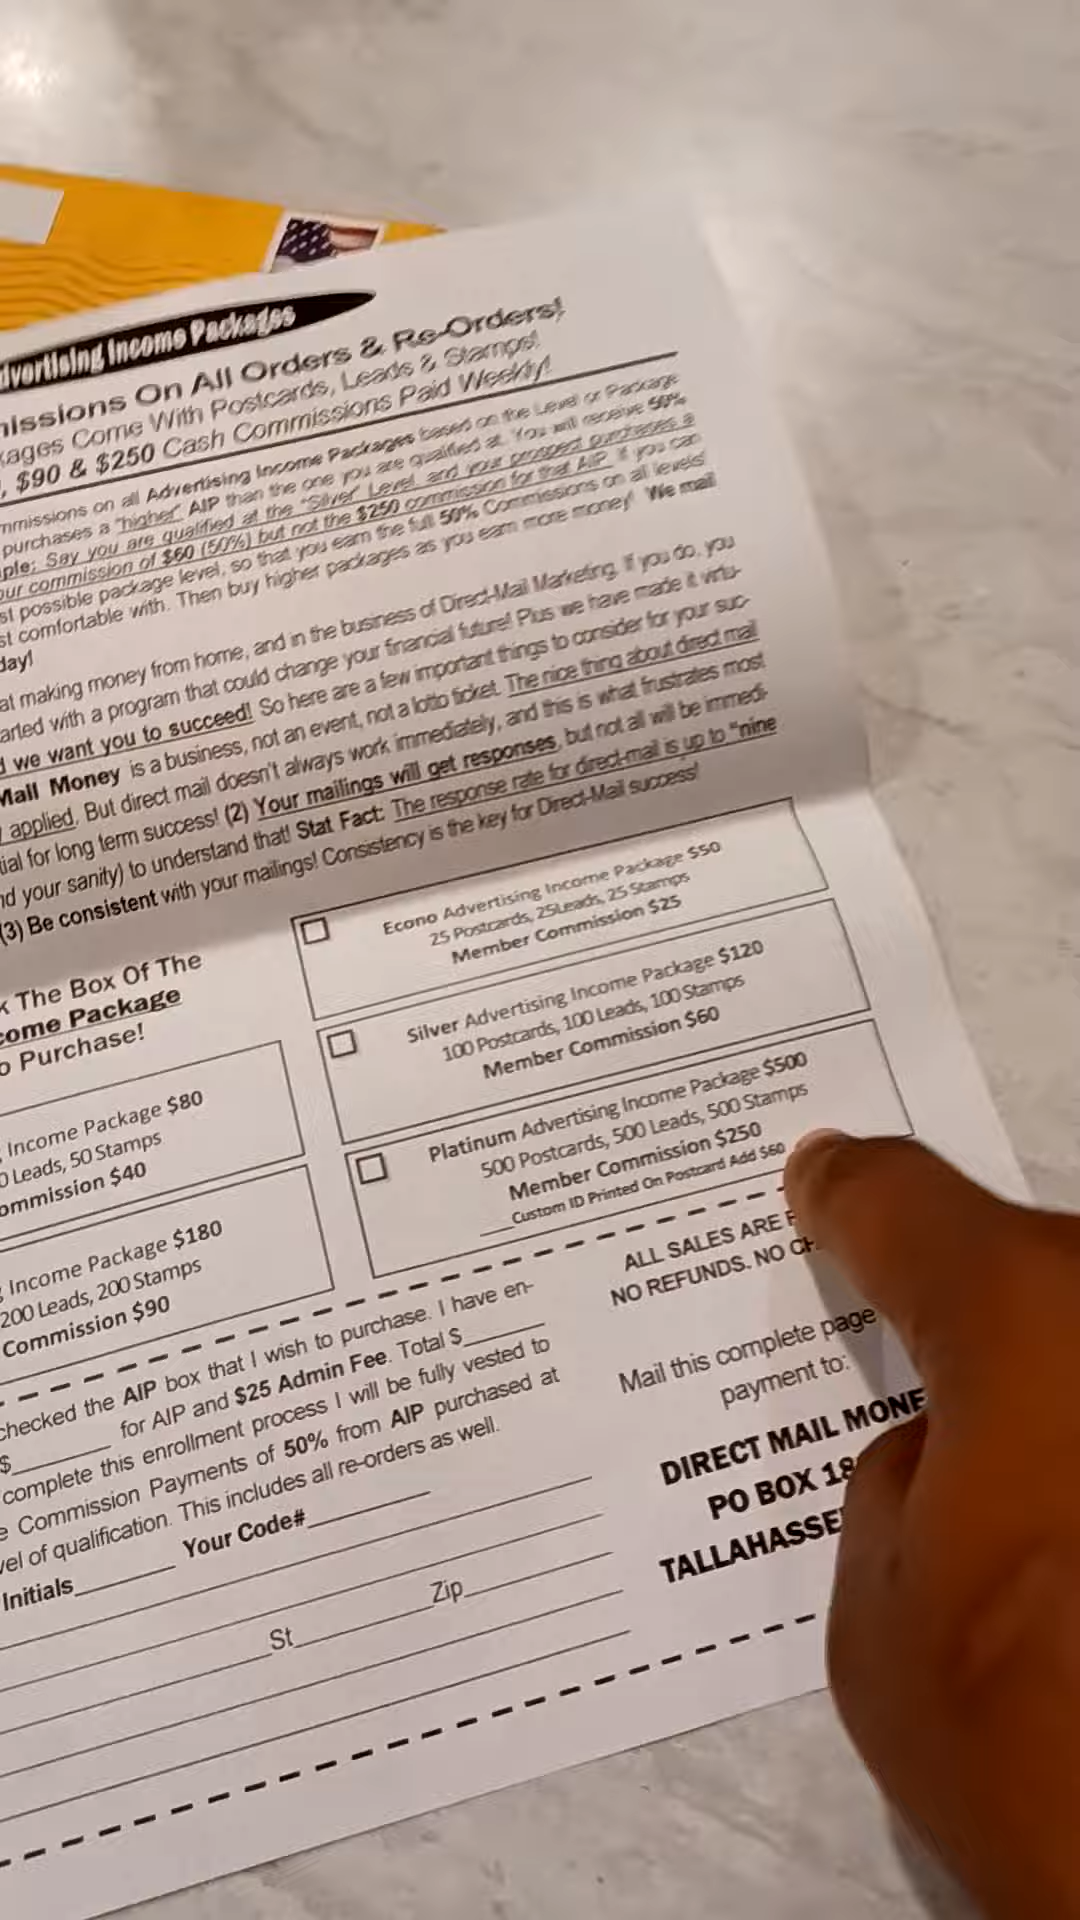 Advertising Income Packages
missions On All Orders & Re-Orders!
kages Come With Postcards, Leads & Stamps!
, $90 & $250 Cash Commissions Paid Weekly!
mmissions on all Advertising Income Packages based on the Level or Package
purchases a "higher" AIP than the one you are qualified at. You will receive 50%
ple: Say you are qualified at the "Silver" Level, and your prospect purchases a
our commission of $60 (50%) but not the $250 commission for that AIP. If you can
st possible package level, so that you earn the full 50% Commissions on all levels!
st comfortable with. Then buy higher packages as you earn more money! We mail
day!
at making money from home, and in the business of Direct-Mail Marketing. If you do, you
arted with a program that could change your financial future! Plus we have made it virtu-
d we want you to succeed! So here are a few important things to consider for your suc-
Mail Money is a business, not an event, not a lotto ticket. The nice thing about direct mail
y applied. But direct mail doesn't always work immediately, and this is what frustrates most
tial for long term success! (2) Your mailings will get responses, but not all will be immedi-
nd your sanity) to understand that! Stat Fact: The response rate for direct-mail is up to "nine
(3) Be consistent with your mailings! Consistency is the key for Direct-Mail success!
k The Box Of The
come Package
o Purchase!
Econo Advertising Income Package $50
25 Postcards, 25Leads, 25 Stamps
Member Commission $25
Silver Advertising Income Package $120
100 Postcards, 100 Leads, 100 Stamps
Member Commission $60
Platinum Advertising Income Package $500
500 Postcards, 500 Leads, 500 Stamps
Member Commission $250
___Custom ID Printed On Postcard Add $60
g Income Package $80
0 Leads, 50 Stamps
ommission $40
g Income Package $180
200 Leads, 200 Stamps
Commission $90
ALL SALES ARE F
NO REFUNDS. NO CH
checked the AIP box that I wish to purchase. I have en-
$________ for AIP and $25 Admin Fee. Total $_______
complete this enrollment process I will be fully vested to
e Commission Payments of 50% from AIP purchased at
vel of qualification. This includes all re-orders as well.
Initials________ Your Code#__________
St____________Zip________
Mail this complete page
payment to:
DIRECT MAIL MONE
PO BOX 18
TALLAHASSE